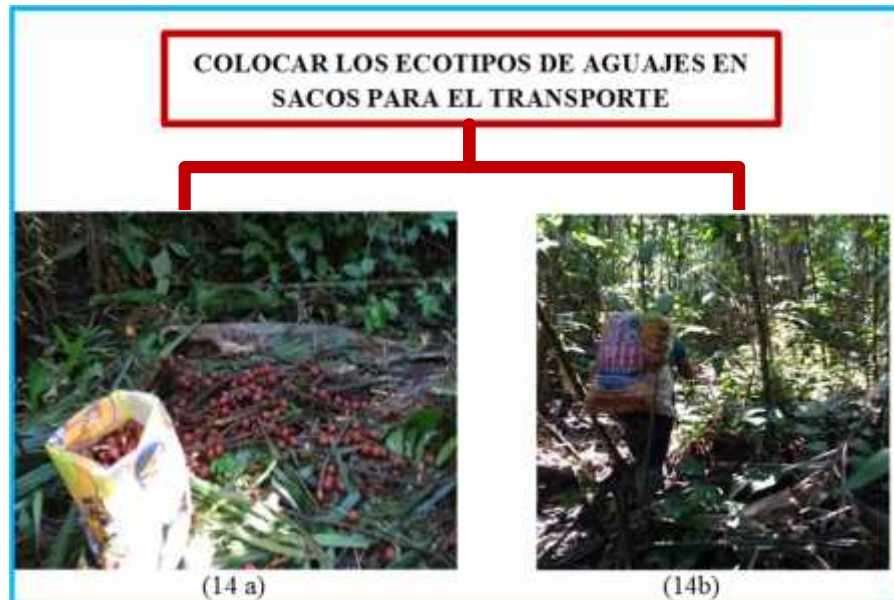 COLOCAR LOS ECOTIPOS DE AGUAJES EN
SACOS PARA EL TRANSPORTE
(14 a)
(14b)